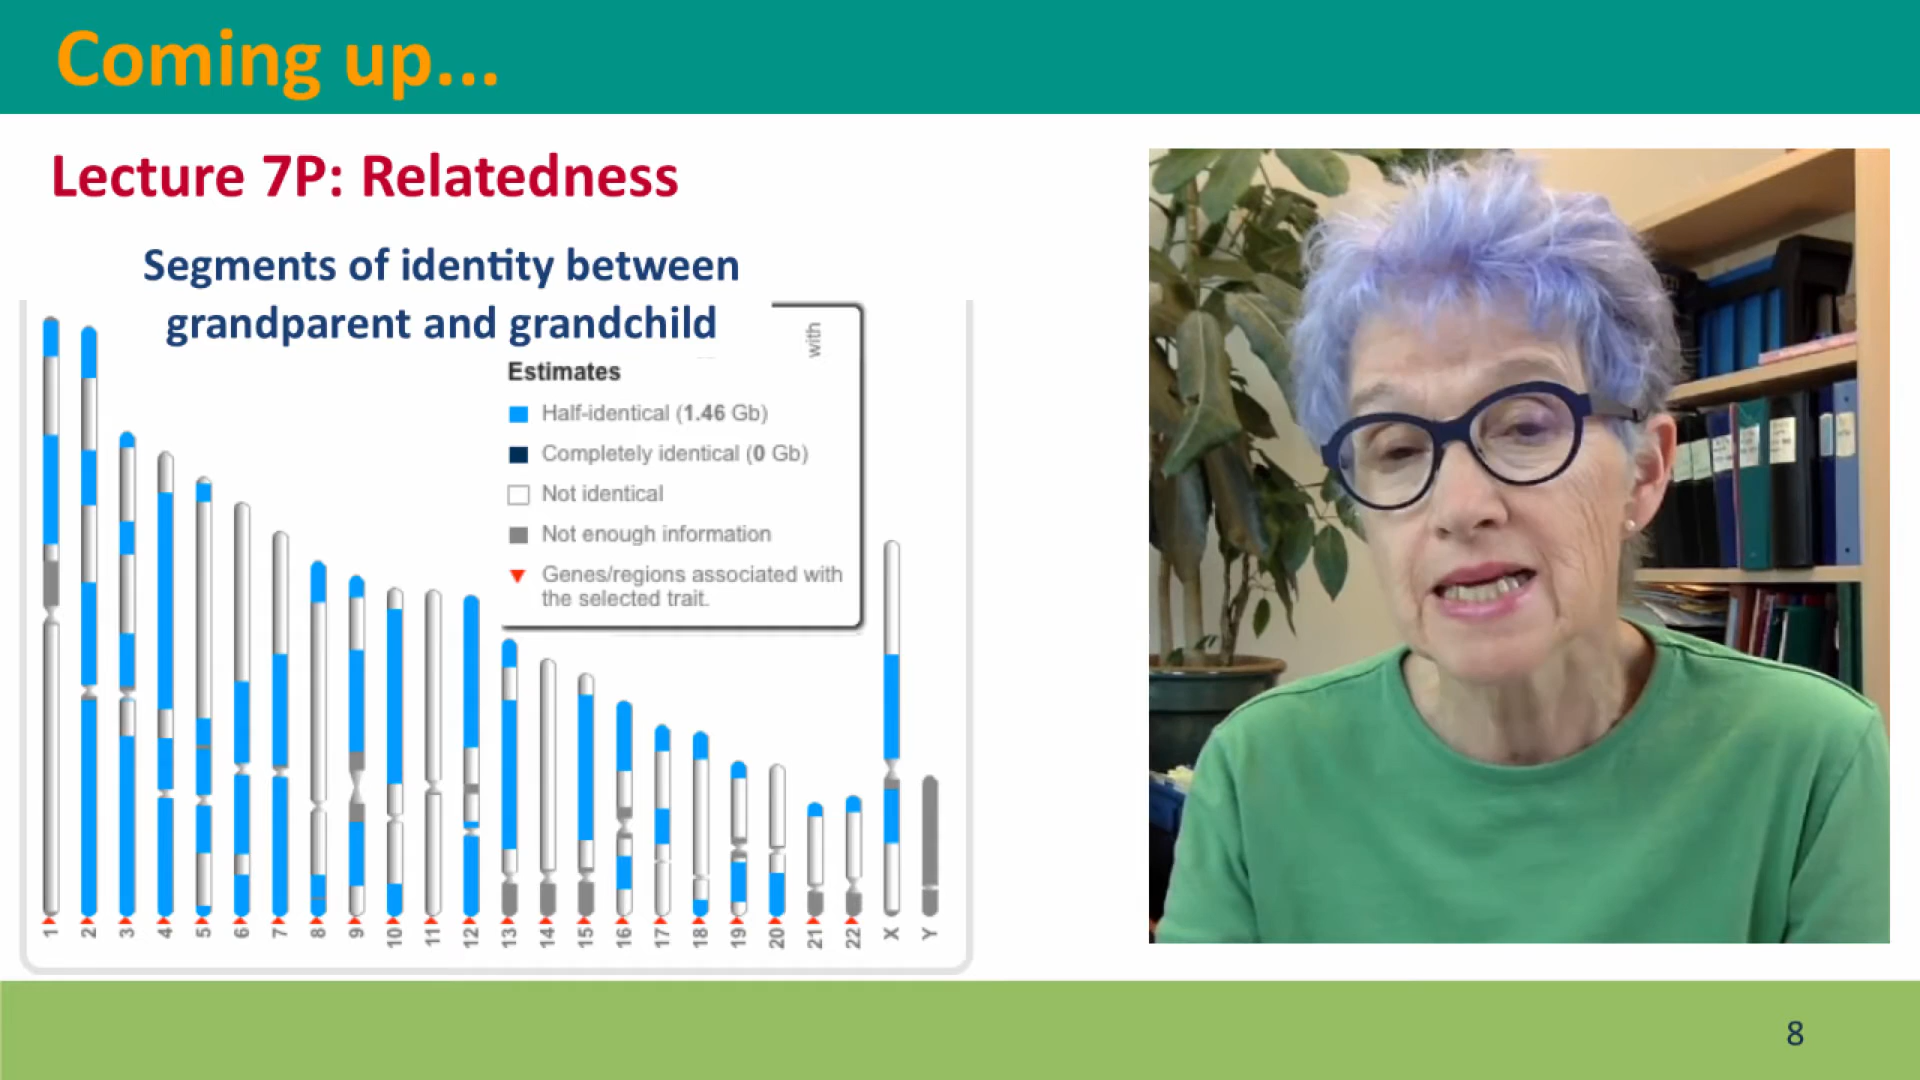 Coming up...
Lecture 7P: Relatedness
Segments of identity between
grandparent and grandchild
with
Estimates
Half-identical (1.46 Gb)
Completely identical (0 Gb)
Not identical
Not enough information
Genes/regions associated with
the selected trait.
1 2 3 4 5 6 7 8 9 10 11 12 13 14 15 16 17 18 19 20 21 22 X Y
8